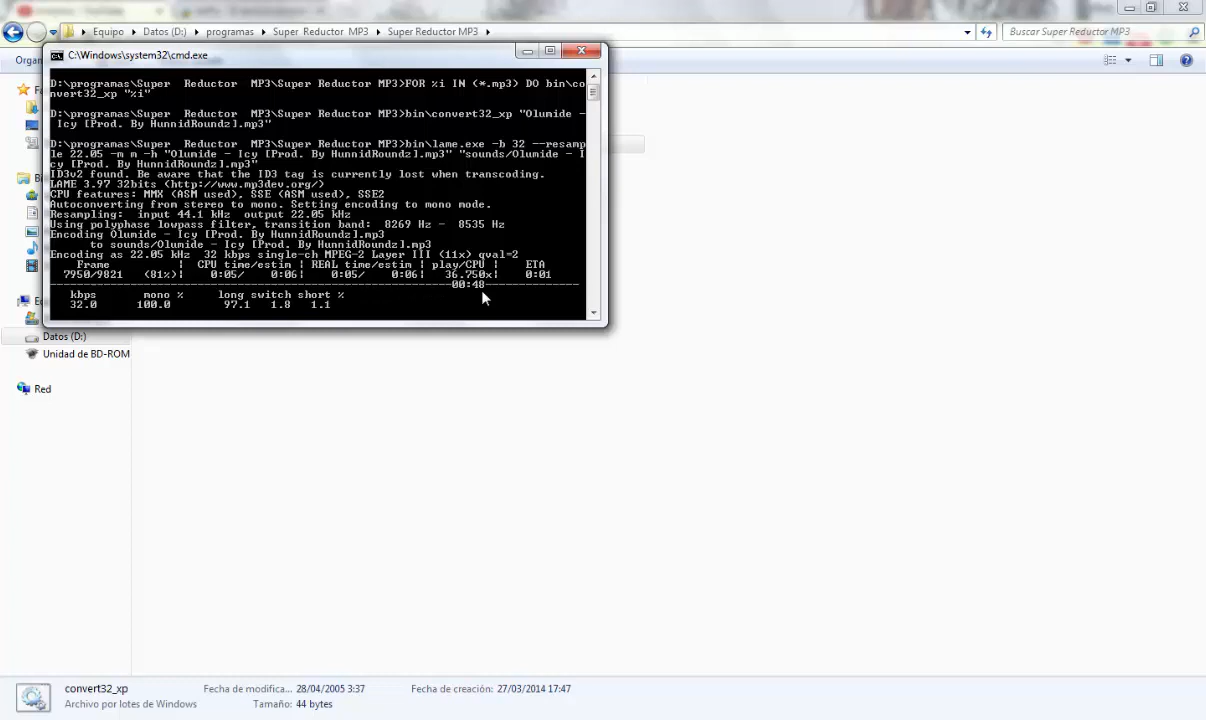 Equipo
Datos (D:)
programas
Super Reductor MP3
Super Reductor MP3
Buscar Super Reductor MP3
C:\Windows\system32\cmd.exe
D:\programas\Super  Reductor  MP3\Super Reductor MP3>FOR %i IN (*.mp3) DO bin\co
nvert32_xp "%i"
D:\programas\Super  Reductor  MP3\Super Reductor MP3>bin\convert32_xp "Olumide -
Icy [Prod. By HunnidRoundz].mp3"
D:\programas\Super  Reductor  MP3\Super Reductor MP3>bin\lame.exe -b 32 --resamp
le 22.05 -m m -h "Olumide - Icy [Prod. By HunnidRoundz].mp3" "sounds/Olumide - I
cy [Prod. By HunnidRoundz].mp3"
ID3v2 found. Be aware that the ID3 tag is currently lost when transcoding.
LAME 3.97 32bits (http://www.mp3dev.org/)
CPU features: MMX (ASM used), SSE (ASM used), SSE2
Autoconverting from stereo to mono. Setting encoding to mono mode.
Resampling:  input 44.1 kHz  output 22.05 kHz
Using polyphase lowpass filter, transition band:  8269 Hz -  8535 Hz
Encoding Olumide - Icy [Prod. By HunnidRoundz].mp3
to sounds/Olumide - Icy [Prod. By HunnidRoundz].mp3
Encoding as 22.05 kHz  32 kbps single-ch MPEG-2 Layer III (11x) qval=2
Frame          |  CPU time/estim | REAL time/estim | play/CPU |    ETA
7950/9821   (81%)|    0:05/    0:06|    0:05/    0:06|   36.750x|    0:01
00:48
kbps      mono %     long switch short %
32.0      100.0        97.1   1.8   1.1
Datos (D:)
Unidad de BD-ROM
Red
convert32_xp
Archivo por lotes de Windows
Fecha de modifica... 28/04/2005 3:37
Tamaño: 44 bytes
Fecha de creación: 27/03/2014 17:47